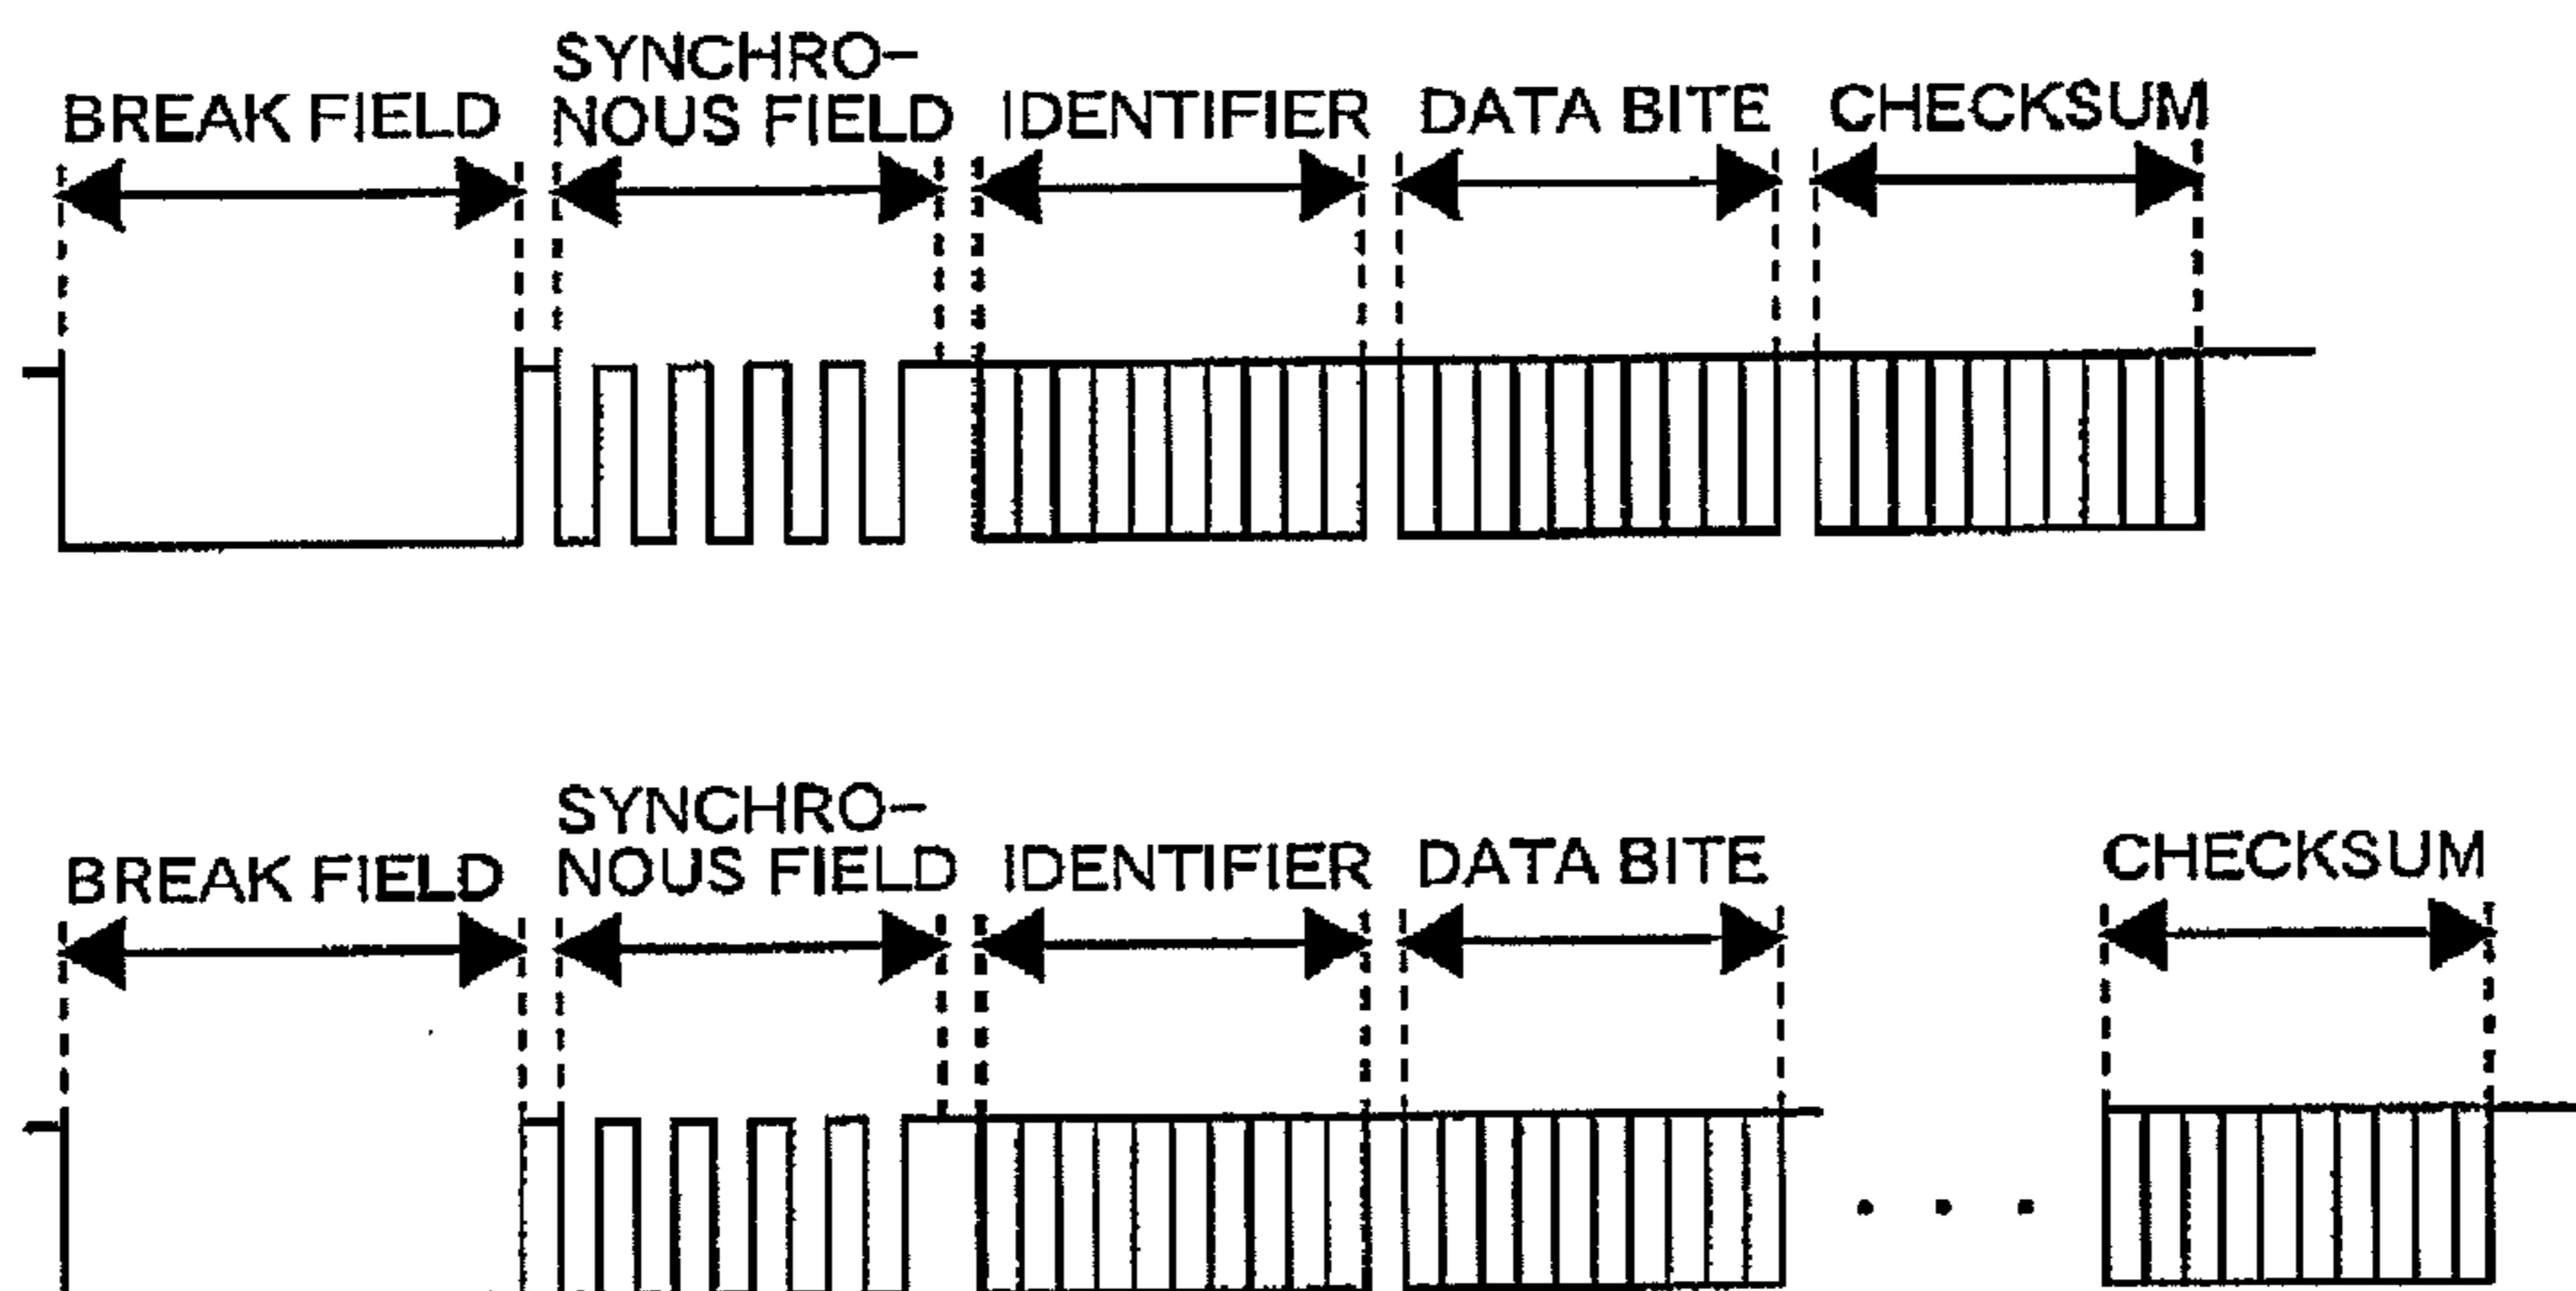 BREAK FIELD
SYNCHRO-
NOUS FIELD
IDENTIFIER
DATA BITE
CHECKSUM
BREAK FIELD
SYNCHRO-
NOUS FIELD
IDENTIFIER
DATA BITE
CHECKSUM